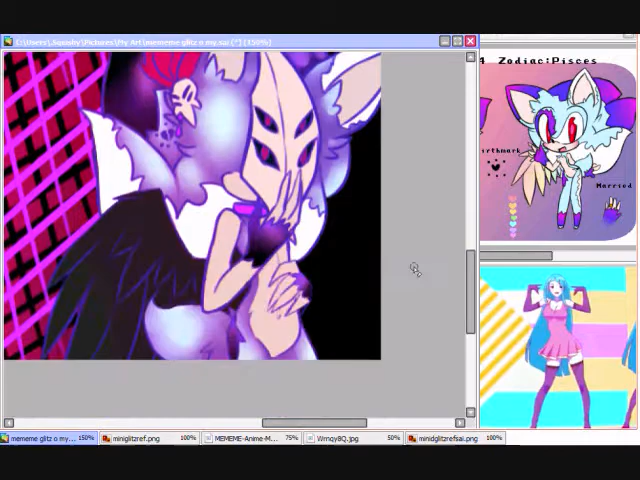 C:\Users\.Squishy\Pictures\My Art\mememe glitz o my.sai (*) [150%]
4 Zodiac:Pisces
rthmark
Married
mememe glitz o my... 150%
miniglitzref.png 100%
MEMEME-Anime-M... 75%
Wrnqy8Q.jpg 50%
minidglitzrefsai.png 100%